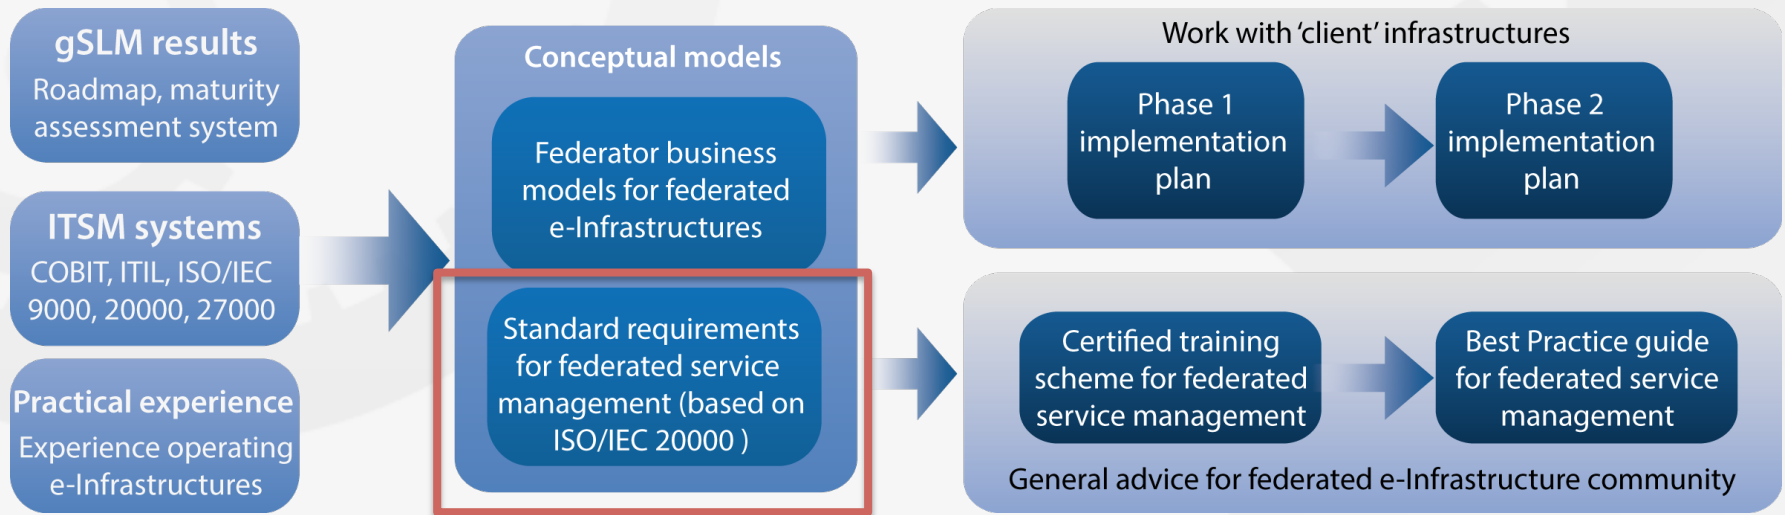 gSLM results
Roadmap, maturity
assessment system
ITSM systems
COBIT, ITIL, ISO/IEC
9000, 20000, 27000
Practical experience
Experience operating
e-Infrastructures
Conceptual models
Federator business
models for federated
e-Infrastructures
Standard requirements
for federated service
management (based on
ISO/IEC 20000 )
Work with ‘client’ infrastructures
Phase 1
implementation
plan
Phase 2
implementation
plan
Certified training
scheme for federated
service management
Best Practice guide
for federated service
management
General advice for federated e-Infrastructure community